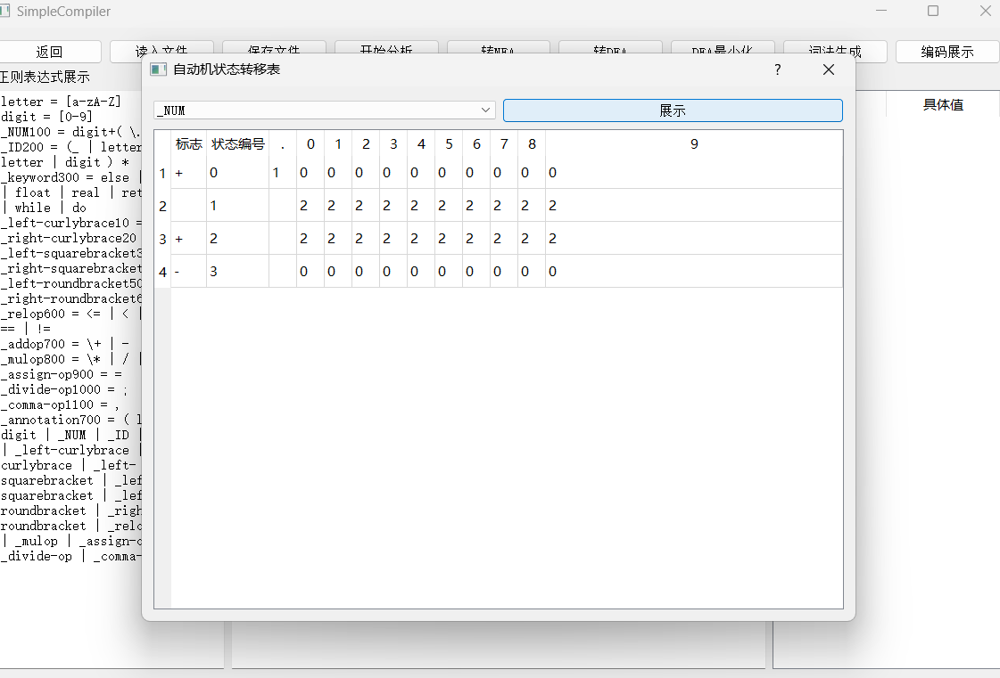 SimpleCompiler
返回 读入文件 保存文件 开始分析 转NFA 转DFA DFA最小化 词法生成 编码展示
正则表达式展示
自动机状态转移表 ?
_NUM 展示
具体值
标志 状态编号 . 0 1 2 3 4 5 6 7 8 9
1 + 0 1 0 0 0 0 0 0 0 0 0 0
2 1 2 2 2 2 2 2 2 2 2 2
3 + 2 2 2 2 2 2 2 2 2 2 2
4 - 3 0 0 0 0 0 0 0 0 0 0
letter = [a-zA-Z]
digit = [0-9]
_NUM100 = digit+( \.
_ID200 = (_ | letter
letter | digit ) *
_keyword300 = else |
| float | real | ret
| while | do
_left-curlybrace10 =
_right-curlybrace20
_left-squarebracket3
_right-squarebracket
_left-roundbracket50
_right-roundbracket6
_relop600 = <= | < |
== | !=
_addop700 = \+ | -
_mulop800 = \* | / |
_assign-op900 = =
_divide-op1000 = ;
_comma-op1100 = ,
_annotation700 = ( l
digit | _NUM | _ID |
| _left-curlybrace |
curlybrace | _left-
squarebracket | _lef
squarebracket | _lef
roundbracket | _righ
roundbracket | _relo
| _mulop | _assign-o
_divide-op | _comma-